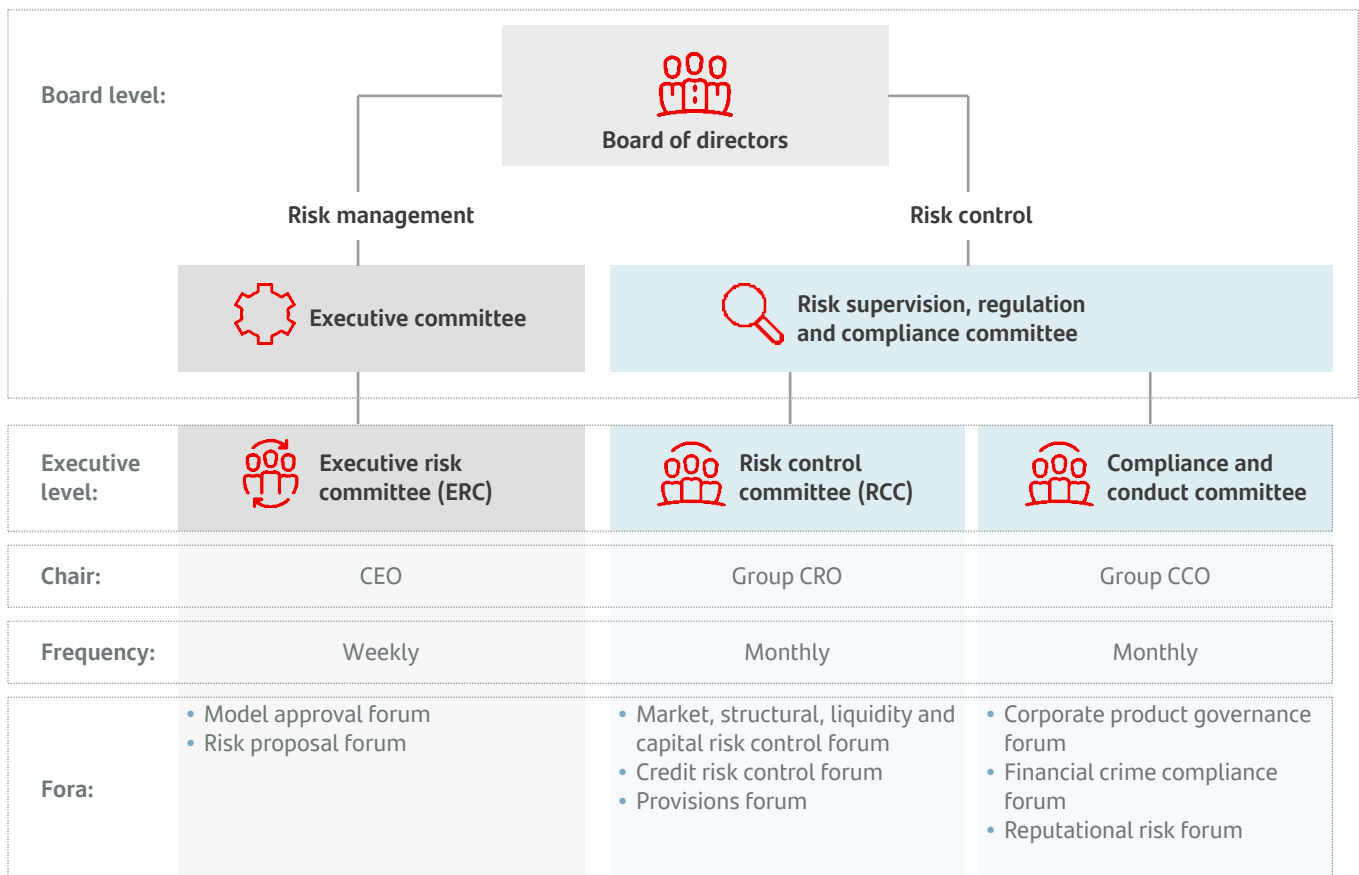 Board level:
Board of directors
Risk management
Risk control
Executive committee
Risk supervision, regulation
and compliance committee
Executive
level:
Executive risk
committee (ERC)
Risk control
committee (RCC)
Compliance and
conduct committee
Chair:
CEO
Group CRO
Group CCO
Frequency:
Weekly
Monthly
Monthly
Fora:
• Model approval forum
• Risk proposal forum
• Market, structural, liquidity and
capital risk control forum
• Credit risk control forum
• Provisions forum
• Corporate product governance
forum
• Financial crime compliance
forum
• Reputational risk forum